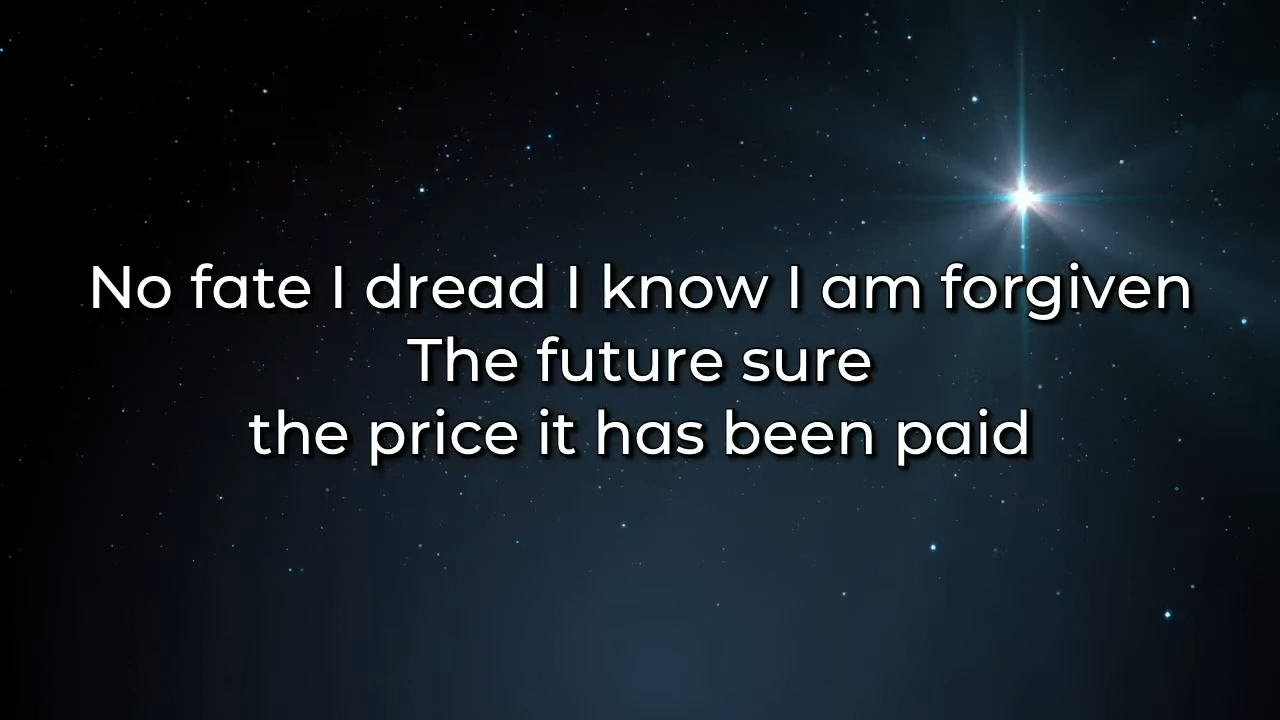 No fate I dread I know I am forgiven
The future sure
the price it has been paid